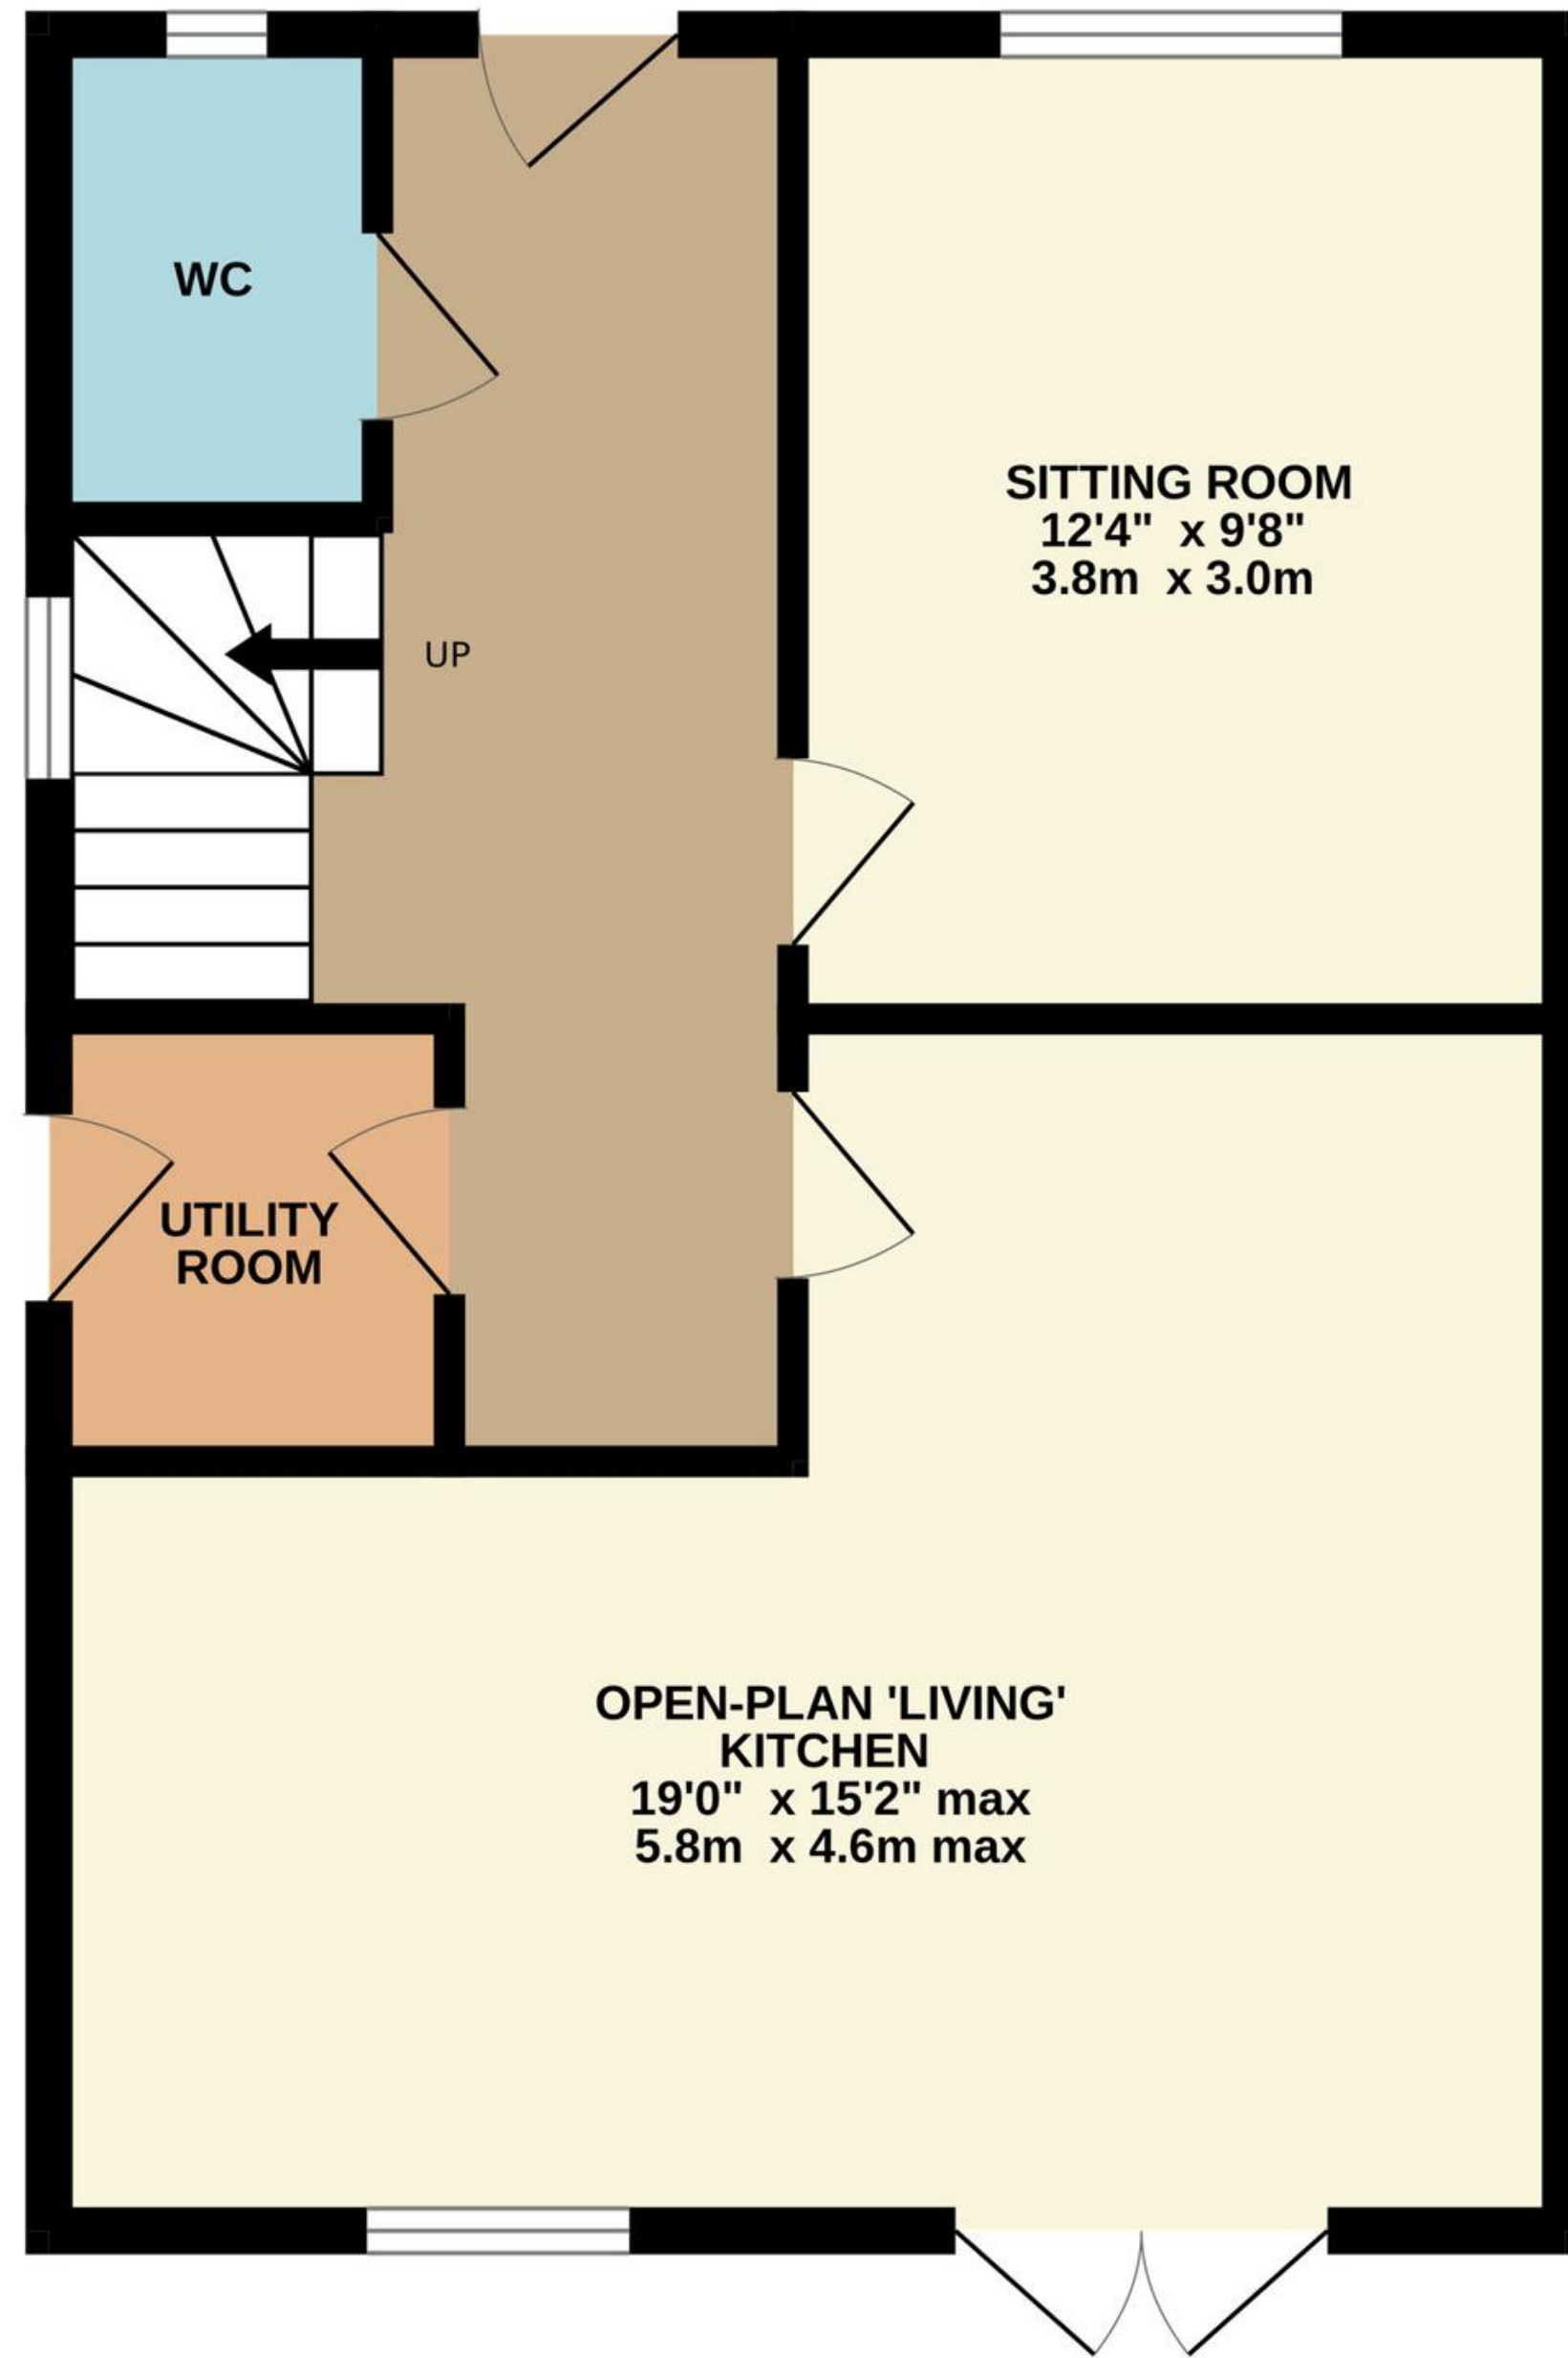 WC
SITTING ROOM
12'4" x 9'8"
3.8m x 3.0m
UP
UTILITY
ROOM
OPEN-PLAN 'LIVING'
KITCHEN
19'0" x 15'2" max
5.8m x 4.6m max